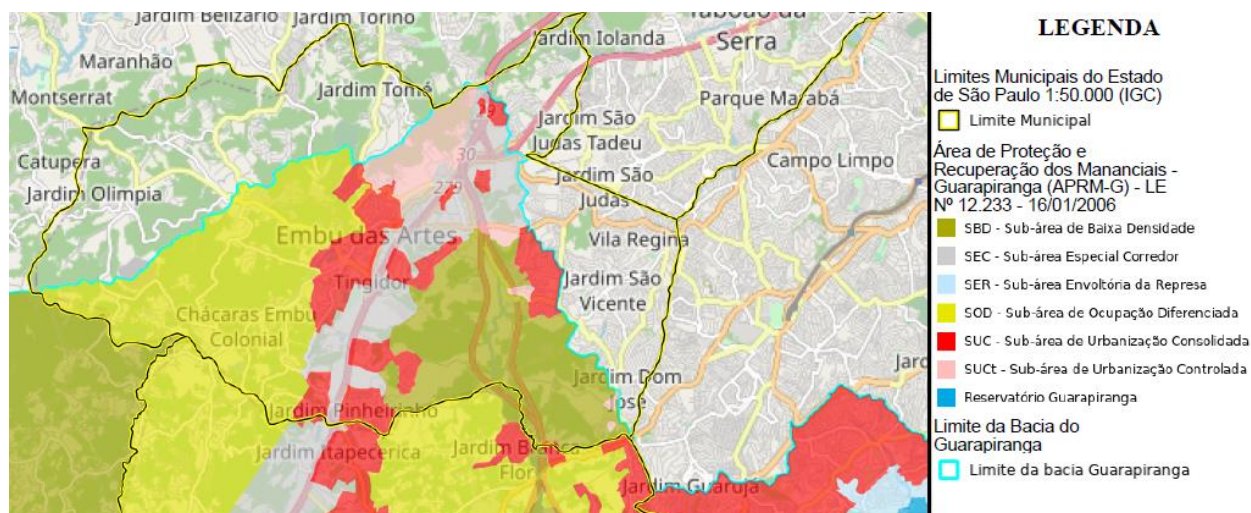 Jardim Belizário
Jardim Torino
Taboão da
Serra
Jardim Iolanda
Maranhão
Montserrat
Jardim Tomé
Parque Marabá
Jardim São
Judas Tadeu
Catupera
Jardim Olimpia
30
279
Campo Limpo
Jardim São
Judas
Embu das Artes
Vila Regina
Tingidor
Jardim São
Vicente
Chácaras Embu
Colonial
Jardim Dom
José
Jard
Jardim Pinheirinho
Jardim Itapecerica
Jardim Branca
Flor
Jardim Guarujá
LEGENDA
Limites Municipais do Estado
de São Paulo 1:50.000 (IGC)
Limite Municipal
Área de Proteção e
Recuperação dos Mananciais -
Guarapiranga (APRM-G) - LE
Nº 12.233 - 16/01/2006
SBD - Sub-área de Baixa Densidade
SEC - Sub-área Especial Corredor
SER - Sub-área Envoltória da Represa
SOD - Sub-área de Ocupação Diferenciada
SUC - Sub-área de Urbanização Consolidada
SUCt - Sub-área de Urbanização Controlada
Reservatório Guarapiranga
Limite da Bacia do
Guarapiranga
Limite da bacia Guarapiranga